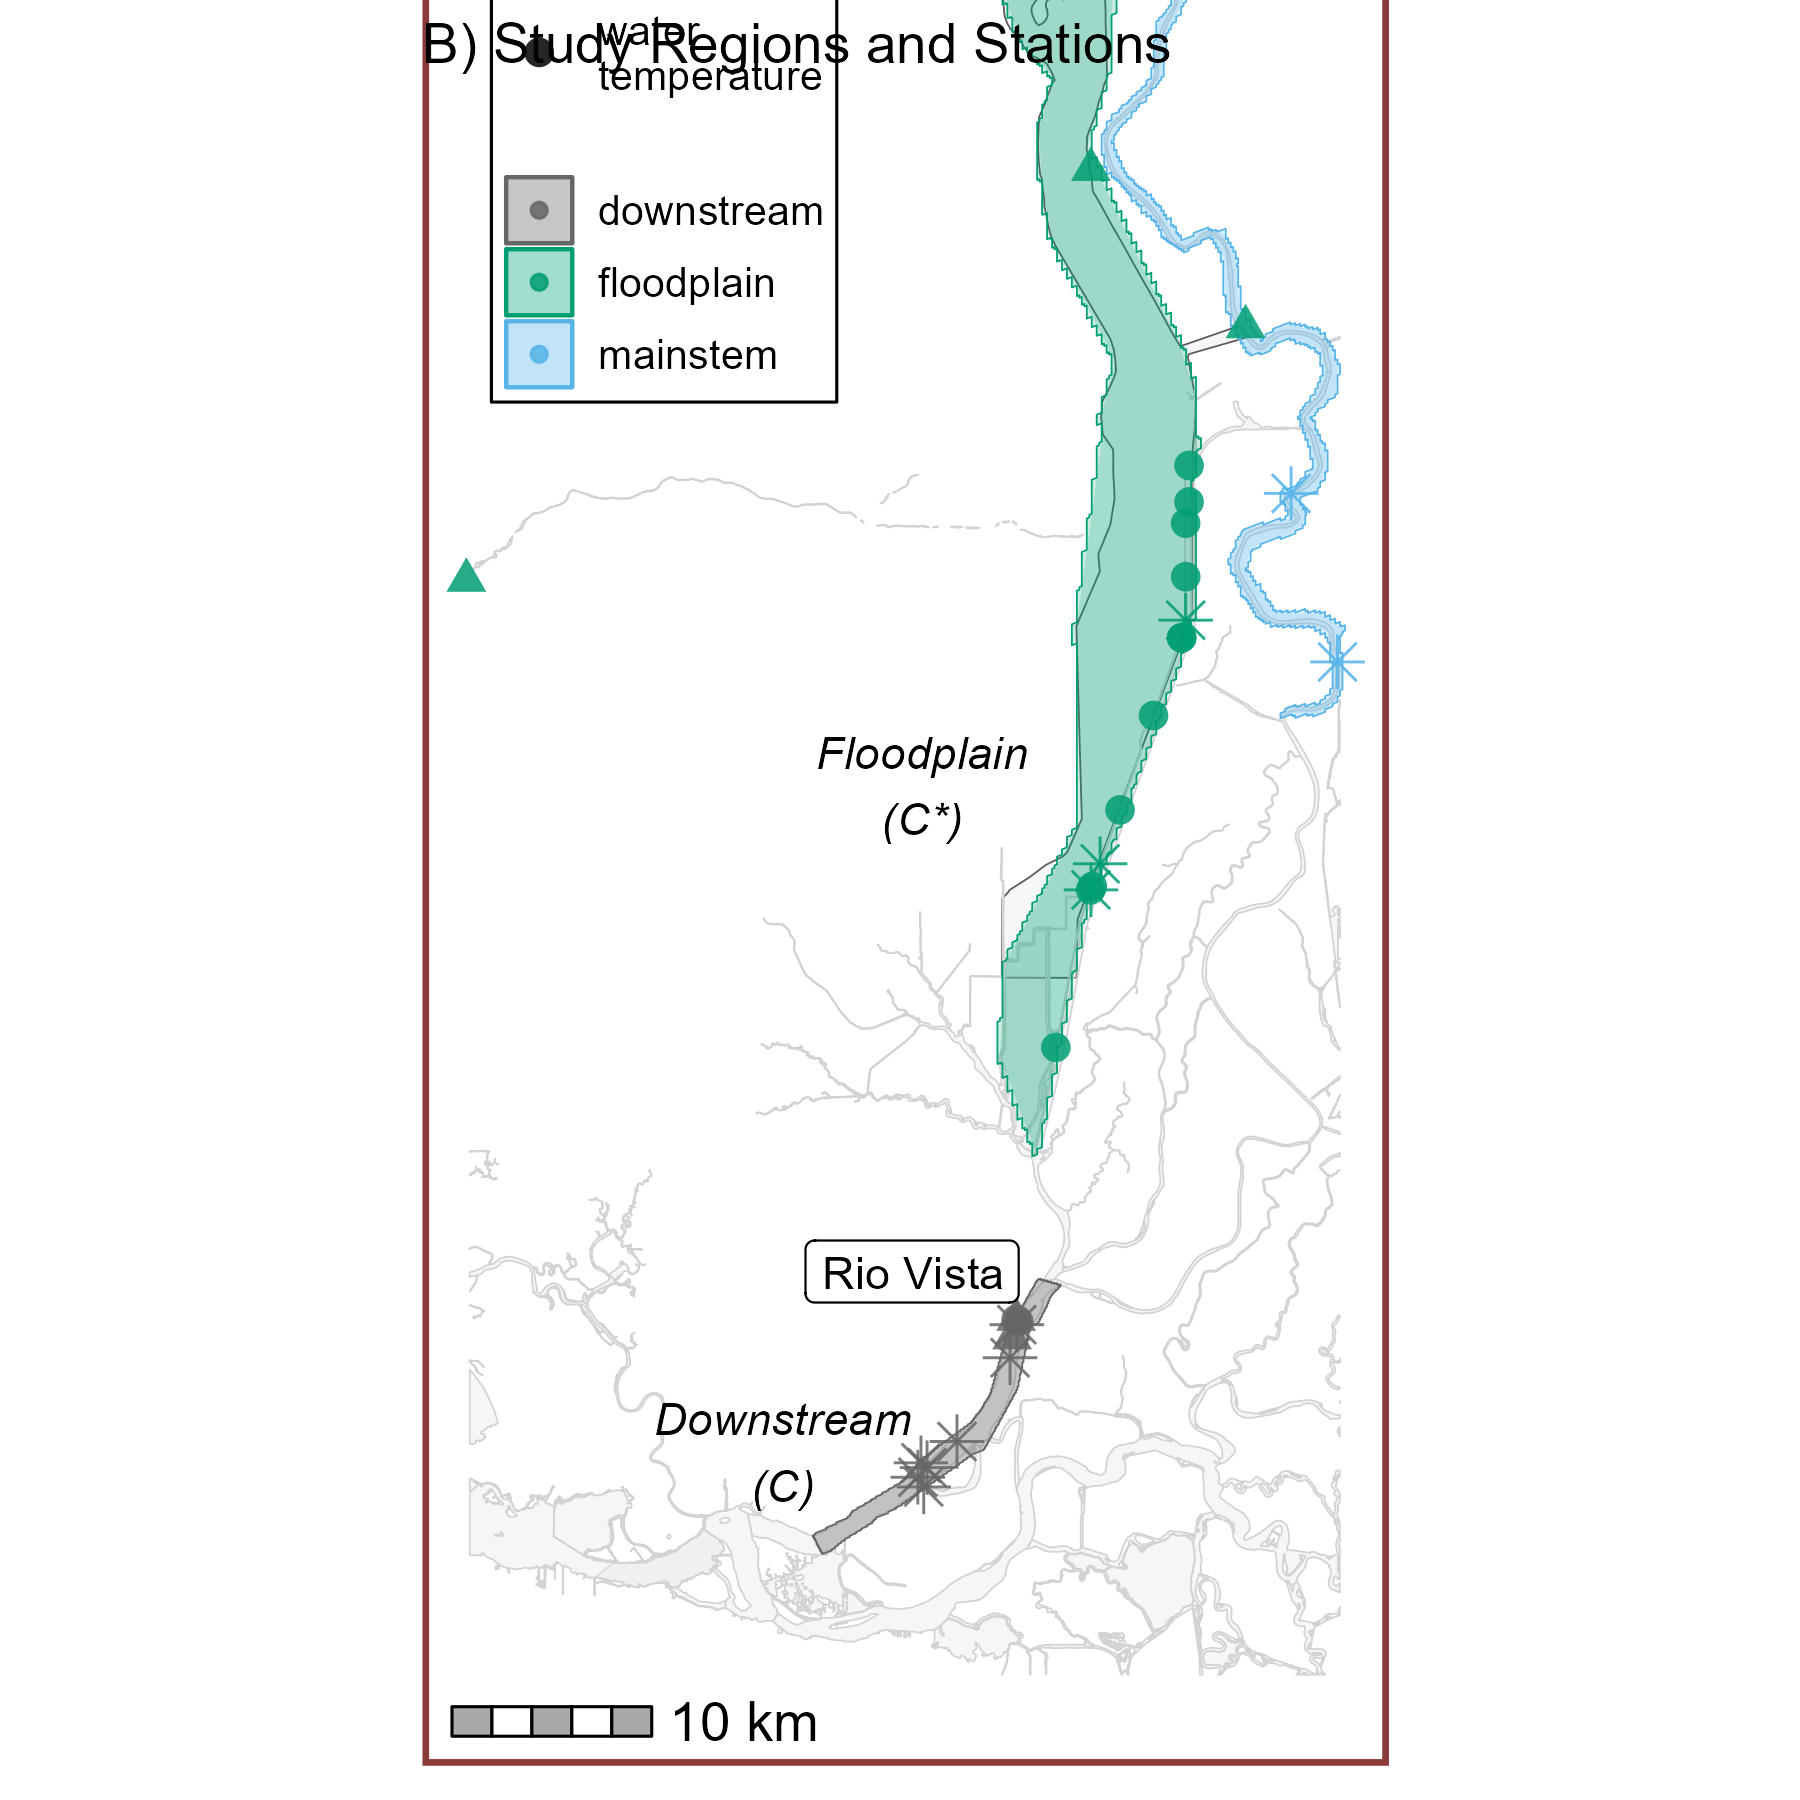 B) Study Regions and Stations
water
temperature
downstream
floodplain
mainstem
Floodplain
(C*)
Rio Vista
Downstream
(C)
10 km